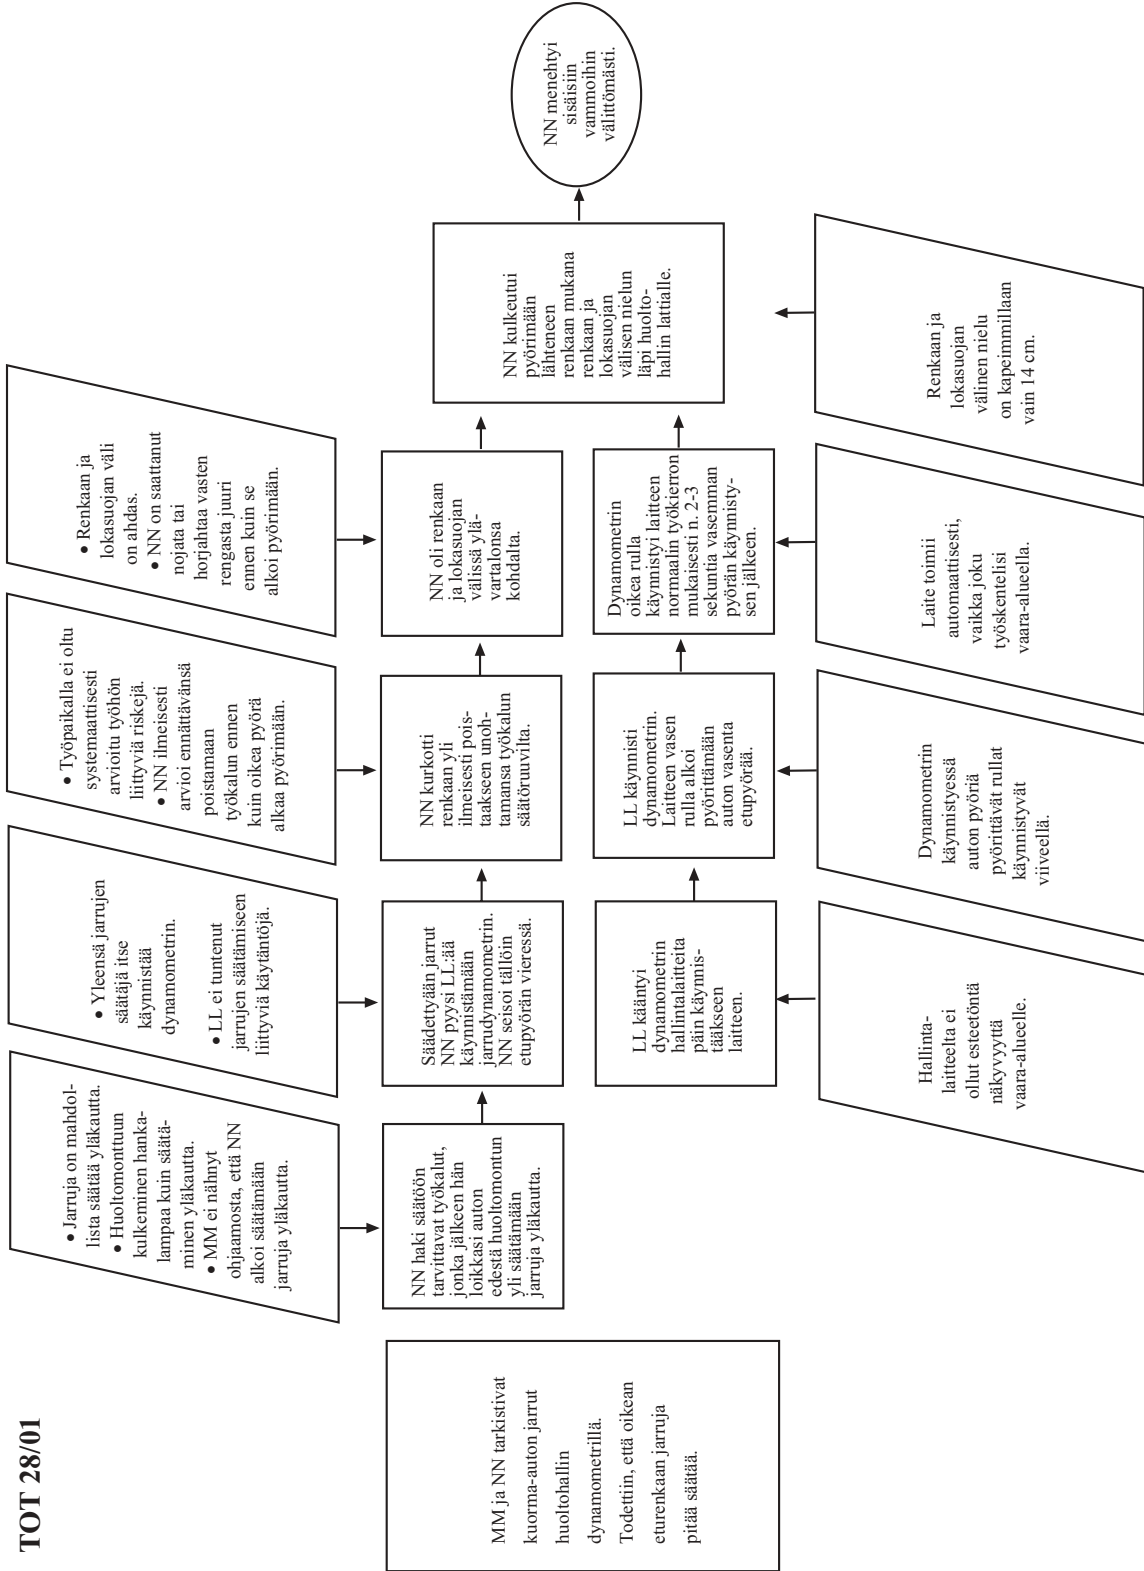 TOT 28/01
• Jarruja on mahdol-
lista säätää yläkautta.
• Huoltomonttuun
kulkeminen hanka-
lampaa kuin säätä-
minen yläkautta.
• MM ei nähnyt
ohjaamosta, että NN
alkoi säätämään
jarruja yläkautta.
• Yleensä jarrujen
säätäjä itse
käynnistää
dynamometrin.
• LL ei tuntenut
jarrujen säätämiseen
liittyviä käytäntöjä.
• Työpaikalla ei oltu
systemaattisesti
arvioitu työhön
liittyviä riskejä.
• NN ilmeisesti
arvioi ennättävänsä
poistamaan
työkalun ennen
kuin oikea pyörä
alkaa pyörimään.
• Renkaan ja
lokasuojan väli
on ahdas.
• NN on saattanut
nojata tai
horjahtaa vasten
rengasta juuri
ennen kuin se
alkoi pyörimään.
MM ja NN tarkistivat
kuorma-auton jarrut
huoltohallin
dynamometrillä.
Todettiin, että oikean
eturenkaan jarruja
pitää säätää.
NN haki säätöön
tarvittavat työkalut,
jonka jälkeen hän
loikkasi auton
edestä huoltomontun
yli säätämään
jarruja yläkautta.
Säädettyään jarrut
NN pyysi LL:ää
käynnistämään
jarrudynamometrin.
NN seisoi tällöin
etupyörän vieressä.
NN kurkotti
renkaan yli
ilmeisesti pois-
taakseen unoh-
tamansa työkalun
säätöruuvilta.
NN oli renkaan
ja lokasuojan
välissä ylä-
vartalonsa
kohdalta.
NN kulkeutui
pyörimään
lähteneen
renkaan mukana
renkaan ja
lokasuojan
välisen nielun
läpi huolto-
hallin lattialle.
NN menehtyi
sisäisiin
vammoihin
välittömästi.
LL kääntyi
dynamometrin
hallintalaitteita
päin käynnis-
tääkseen
laitteen.
LL käynnisti
dynamometrin.
Laitteen vasen
rulla alkoi
pyörittämään
auton vasenta
etupyörää.
Dynamometrin
oikea rulla
käynnistyi laitteen
normaalin työkierron
mukaisesti n. 2-3
sekuntia vasemman
pyörän käynnisty-
sen jälkeen.
Hallinta-
laitteelta ei
ollut esteetöntä
näkyvyyttä
vaara-alueelle.
Dynamometrin
käynnistyessä
auton pyöriä
pyörittävät rullat
käynnistyvät
viiveellä.
Laite toimii
automaattisesti,
vaikka joku
työskentelisi
vaara-alueella.
Renkaan ja
lokasuojan
välinen nielu
on kapeimmillaan
vain 14 cm.